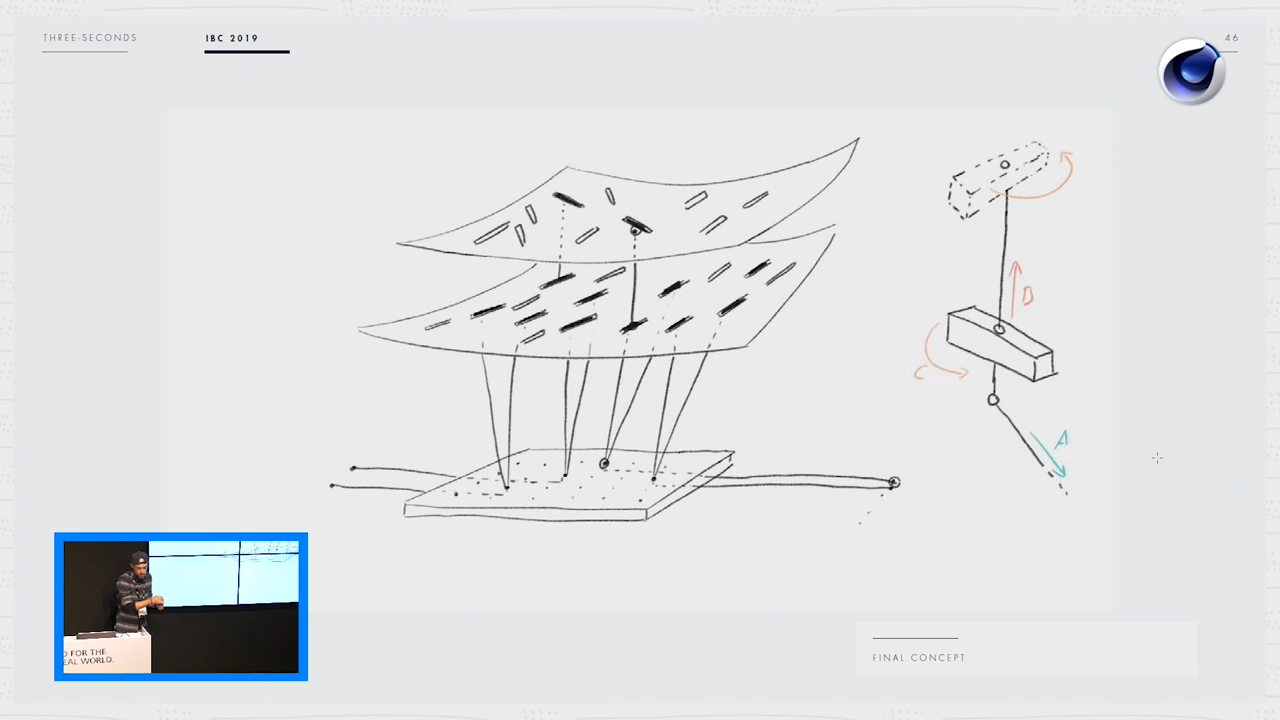 THREE-SECONDS
IBC 2019
46
B
C
A
D FOR THE
EAL WORLD.
FINAL CONCEPT